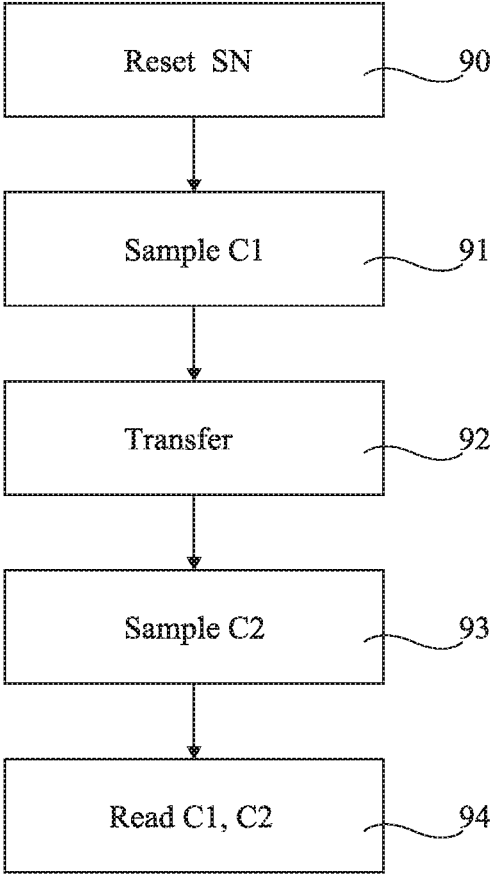 Reset SN 90
Sample C1 91
Transfer 92
Sample C2 93
Read C1, C2 94